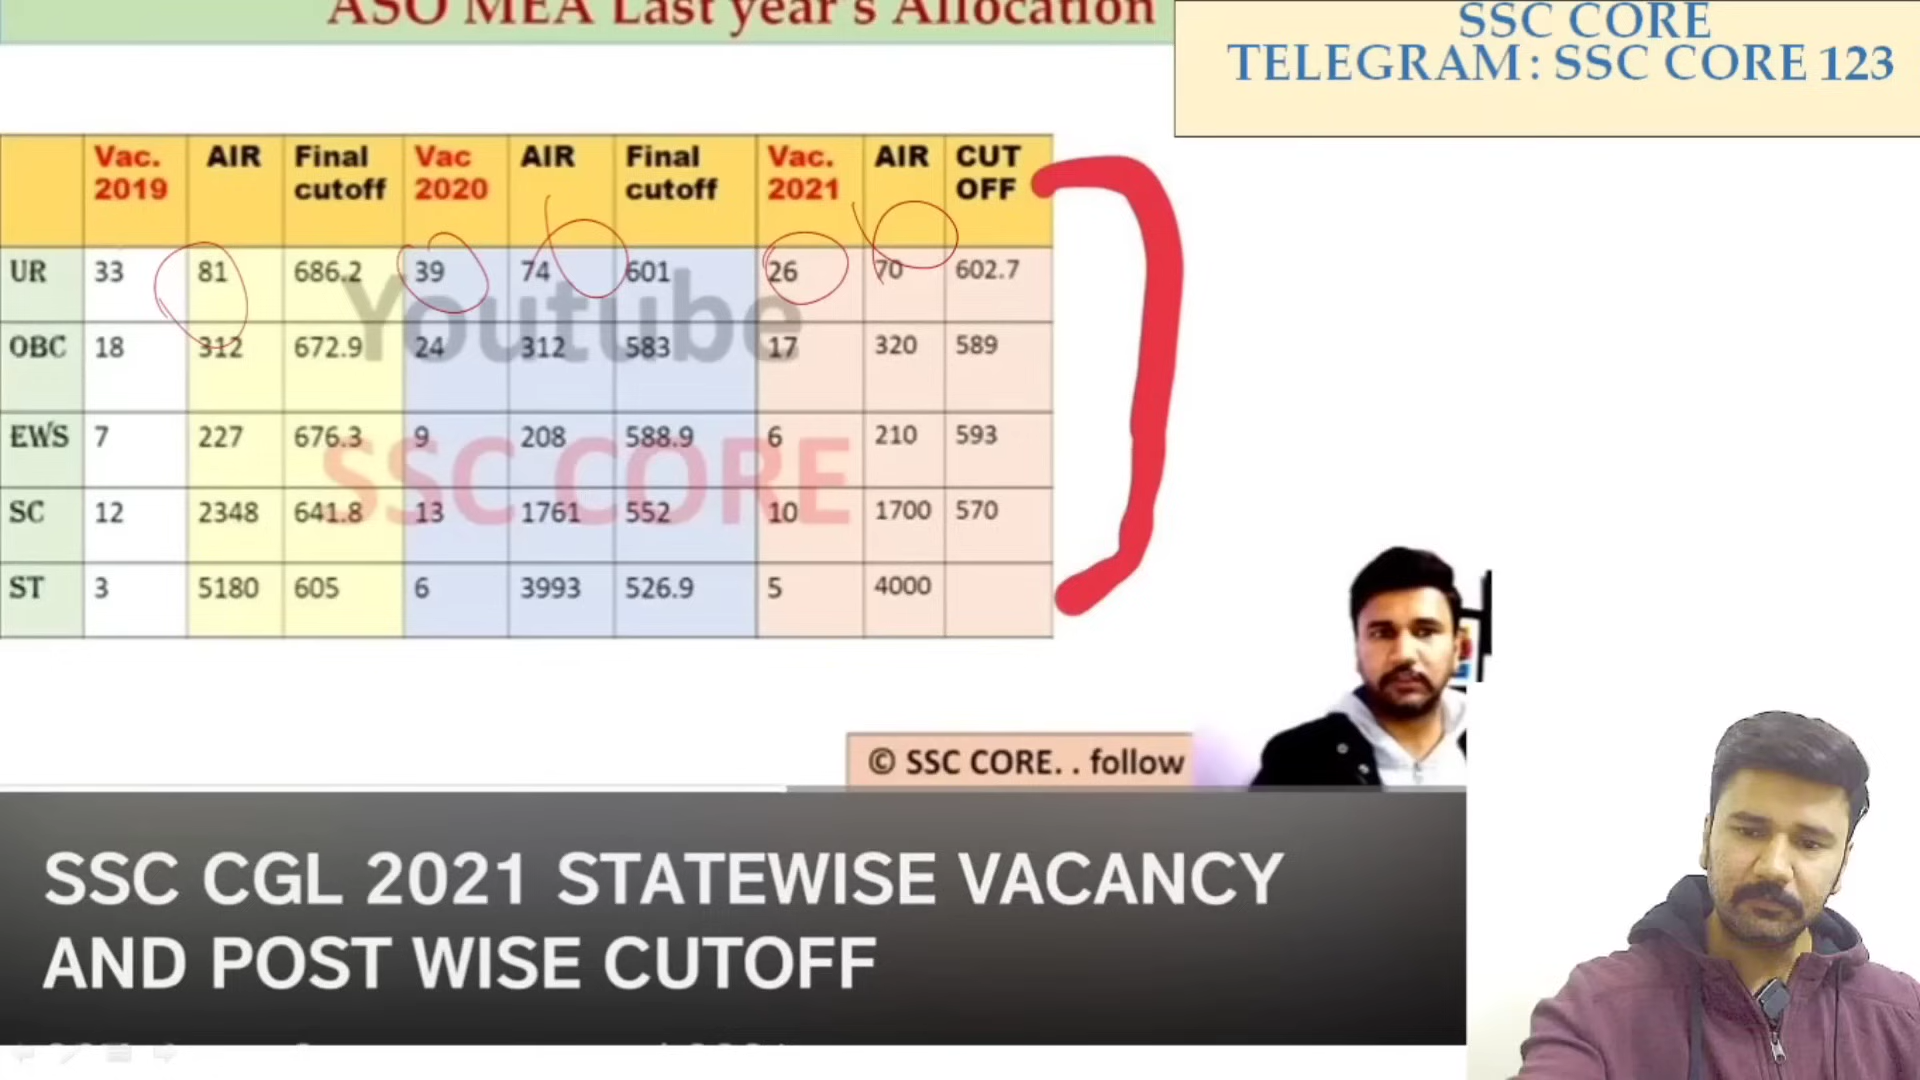 ASO MEA Last year's Allocation
SSC CORE
TELEGRAM: SSC CORE 123
Vac. 2019 AIR Final cutoff Vac 2020 AIR Final cutoff Vac. 2021 AIR CUT OFF
UR 33 81 686.2 39 74 601 26 70 602.7
OBC 18 312 672.9 24 312 583 17 320 589
EWS 7 227 676.3 9 208 588.9 6 210 593
SC 12 2348 641.8 13 1761 552 10 1700 570
ST 3 5180 605 6 3993 526.9 5 4000
Youtube
SSC CORE
© SSC CORE. . follow
SSC CGL 2021 STATEWISE VACANCY
AND POST WISE CUTOFF